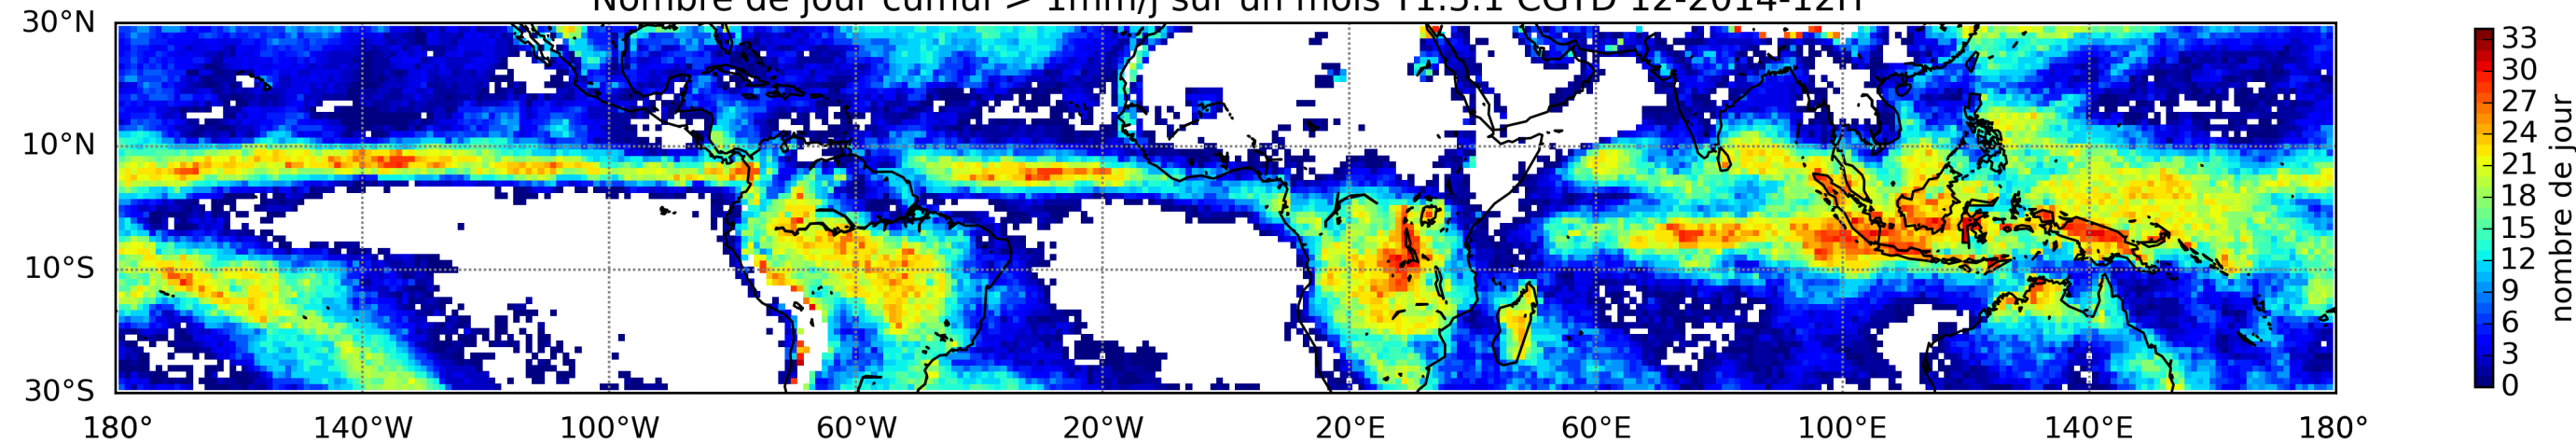 Nombre de jour cumul > 1mm/j sur un mois T1.5.1 CGTD 12-2014-12H
30°N
10°N
10°S
30°S
180° 140°W 100°W 60°W 20°W 20°E 60°E 100°E 140°E 180°
33
30
27
24
21
18
15
12
9
6
3
0
nombre de jour